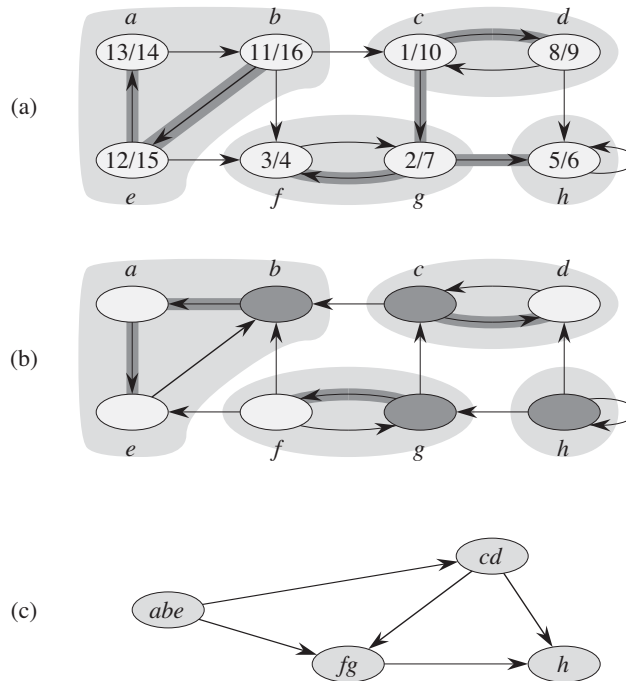 a b c d
(a) 13/14 11/16 1/10 8/9
12/15 3/4 2/7 5/6
e f g h
a b c d
(b)
e f g h
cd
(c) abe
fg h